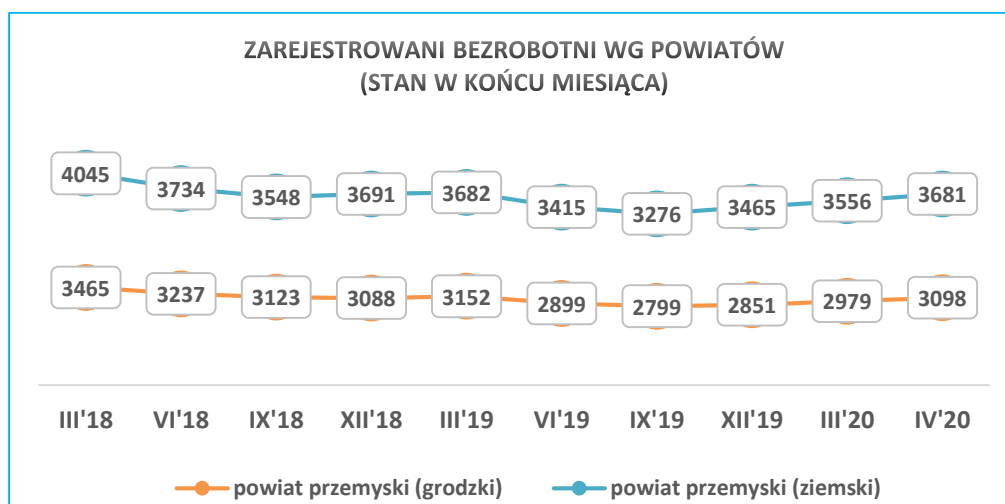 ZAREJESTROWANI BEZROBOTNI WG POWIATÓW
(STAN W KOŃCU MIESIĄCA)
4045 3734 3548 3691 3682 3415 3276 3465 3556 3681
3465 3237 3123 3088 3152 2899 2799 2851 2979 3098
III'18 VI'18 IX'18 XII'18 III'19 VI'19 IX'19 XII'19 III'20 IV'20
powiat przemyski (grodzki) powiat przemyski (ziemski)